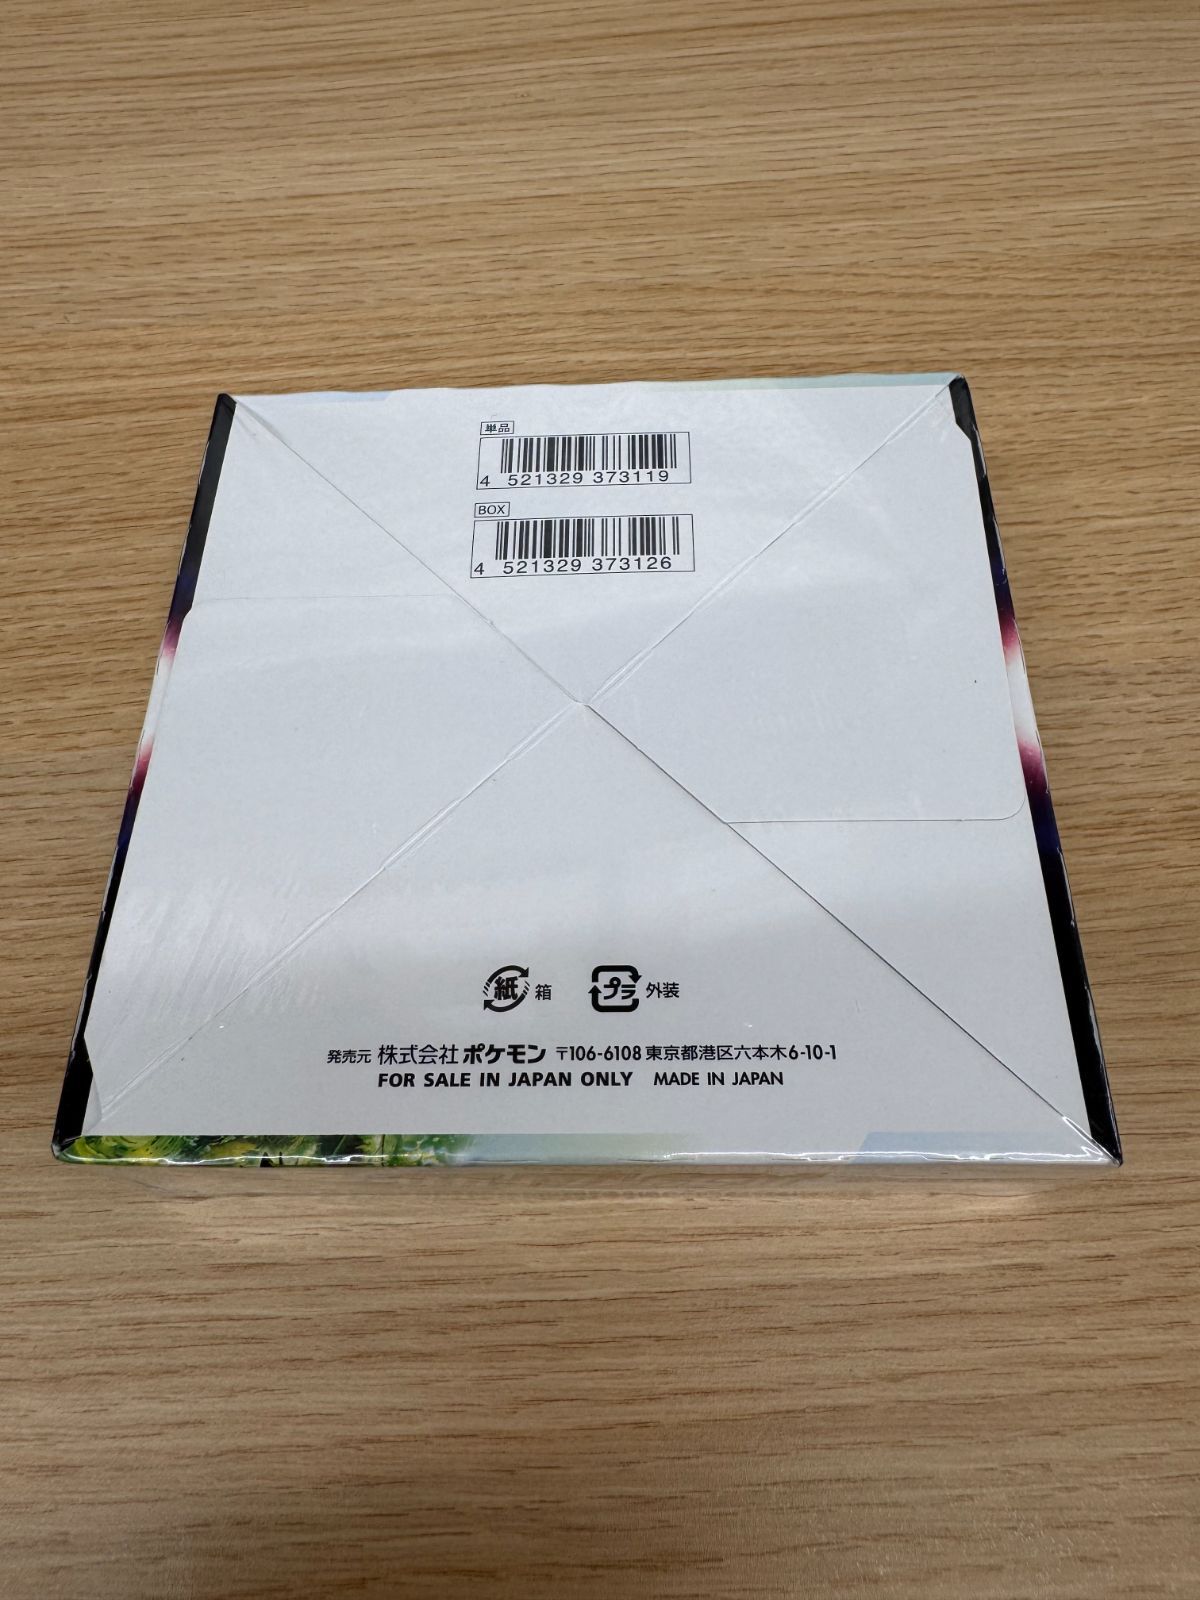 単品
4 521329 373119
BOX
4 521329 373126
紙 箱 プラ 外装
発売元 株式会社ポケモン 〒106-6108 東京都港区六本木6-10-1
FOR SALE IN JAPAN ONLY MADE IN JAPAN